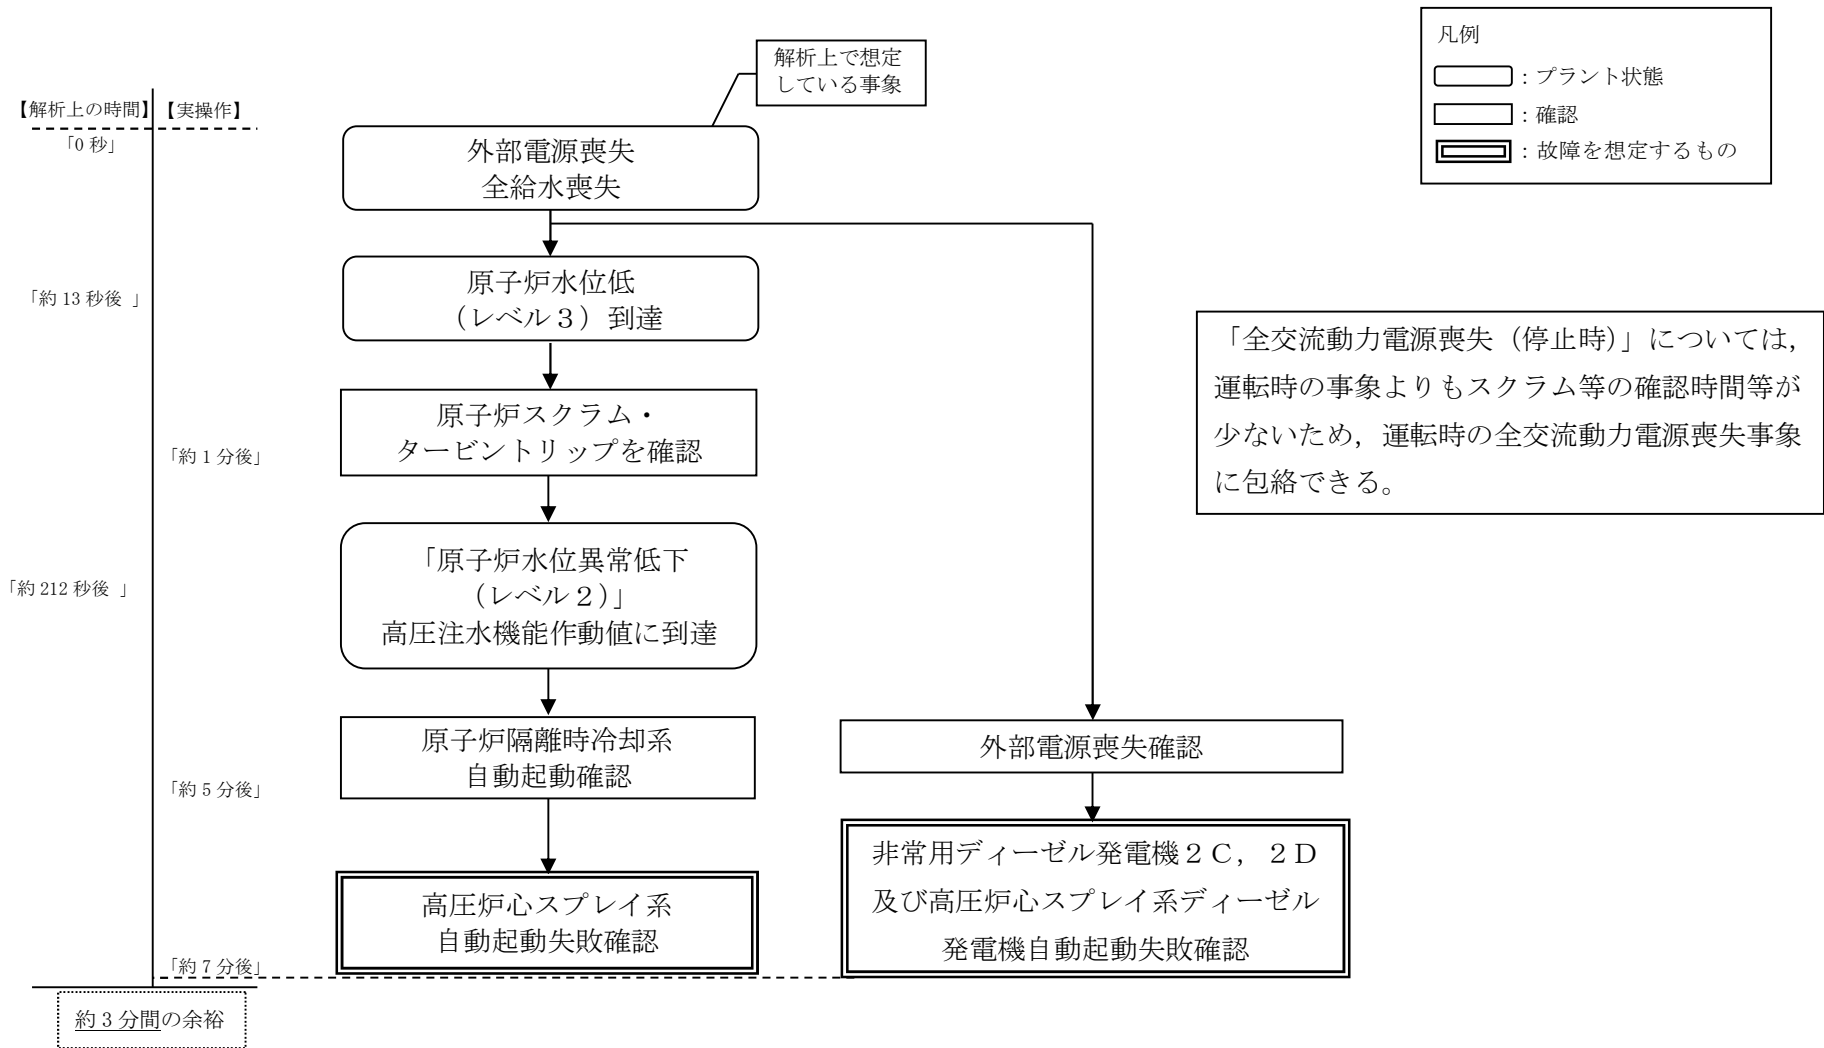 凡例
：プラント状態
：確認
：故障を想定するもの
解析上で想定
している事象
【解析上の時間】
【実操作】
「0 秒」
外部電源喪失
全給水喪失
「約 13 秒後 」
原子炉水位低
（レベル３）到達
原子炉スクラム・
タービントリップを確認
「約 1 分後」
「原子炉水位異常低下
（レベル２）」
高圧注水機能作動値に到達
「約 212 秒後 」
原子炉隔離時冷却系
自動起動確認
「約 5 分後」
高圧炉心スプレイ系
自動起動失敗確認
「約 7 分後」
約 3 分間の余裕
外部電源喪失確認
非常用ディーゼル発電機２Ｃ，２Ｄ
及び高圧炉心スプレイ系ディーゼル
発電機自動起動失敗確認
「全交流動力電源喪失（停止時）」については，
運転時の事象よりもスクラム等の確認時間等が
少ないため，運転時の全交流動力電源喪失事象
に包絡できる。